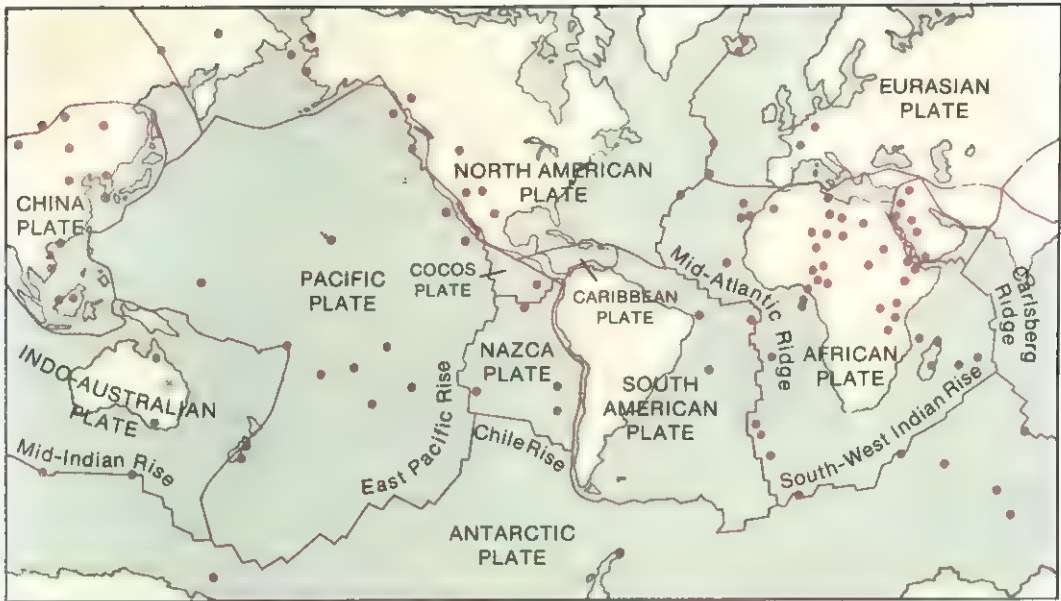 EURASIAN
PLATE
NORTH AMERICAN
PLATE
CHINA
PLATE
PACIFIC
PLATE
COCOS
PLATE
CARIBBEAN
PLATE
Mid-Atlantic
Ridge
Carlsberg
Ridge
INDO-AUSTRALIAN
PLATE
NAZCA
PLATE
SOUTH
AMERICAN
PLATE
AFRICAN
PLATE
Mid-Indian Rise
East Pacific Rise
Chile Rise
South-West Indian Rise
ANTARCTIC
PLATE